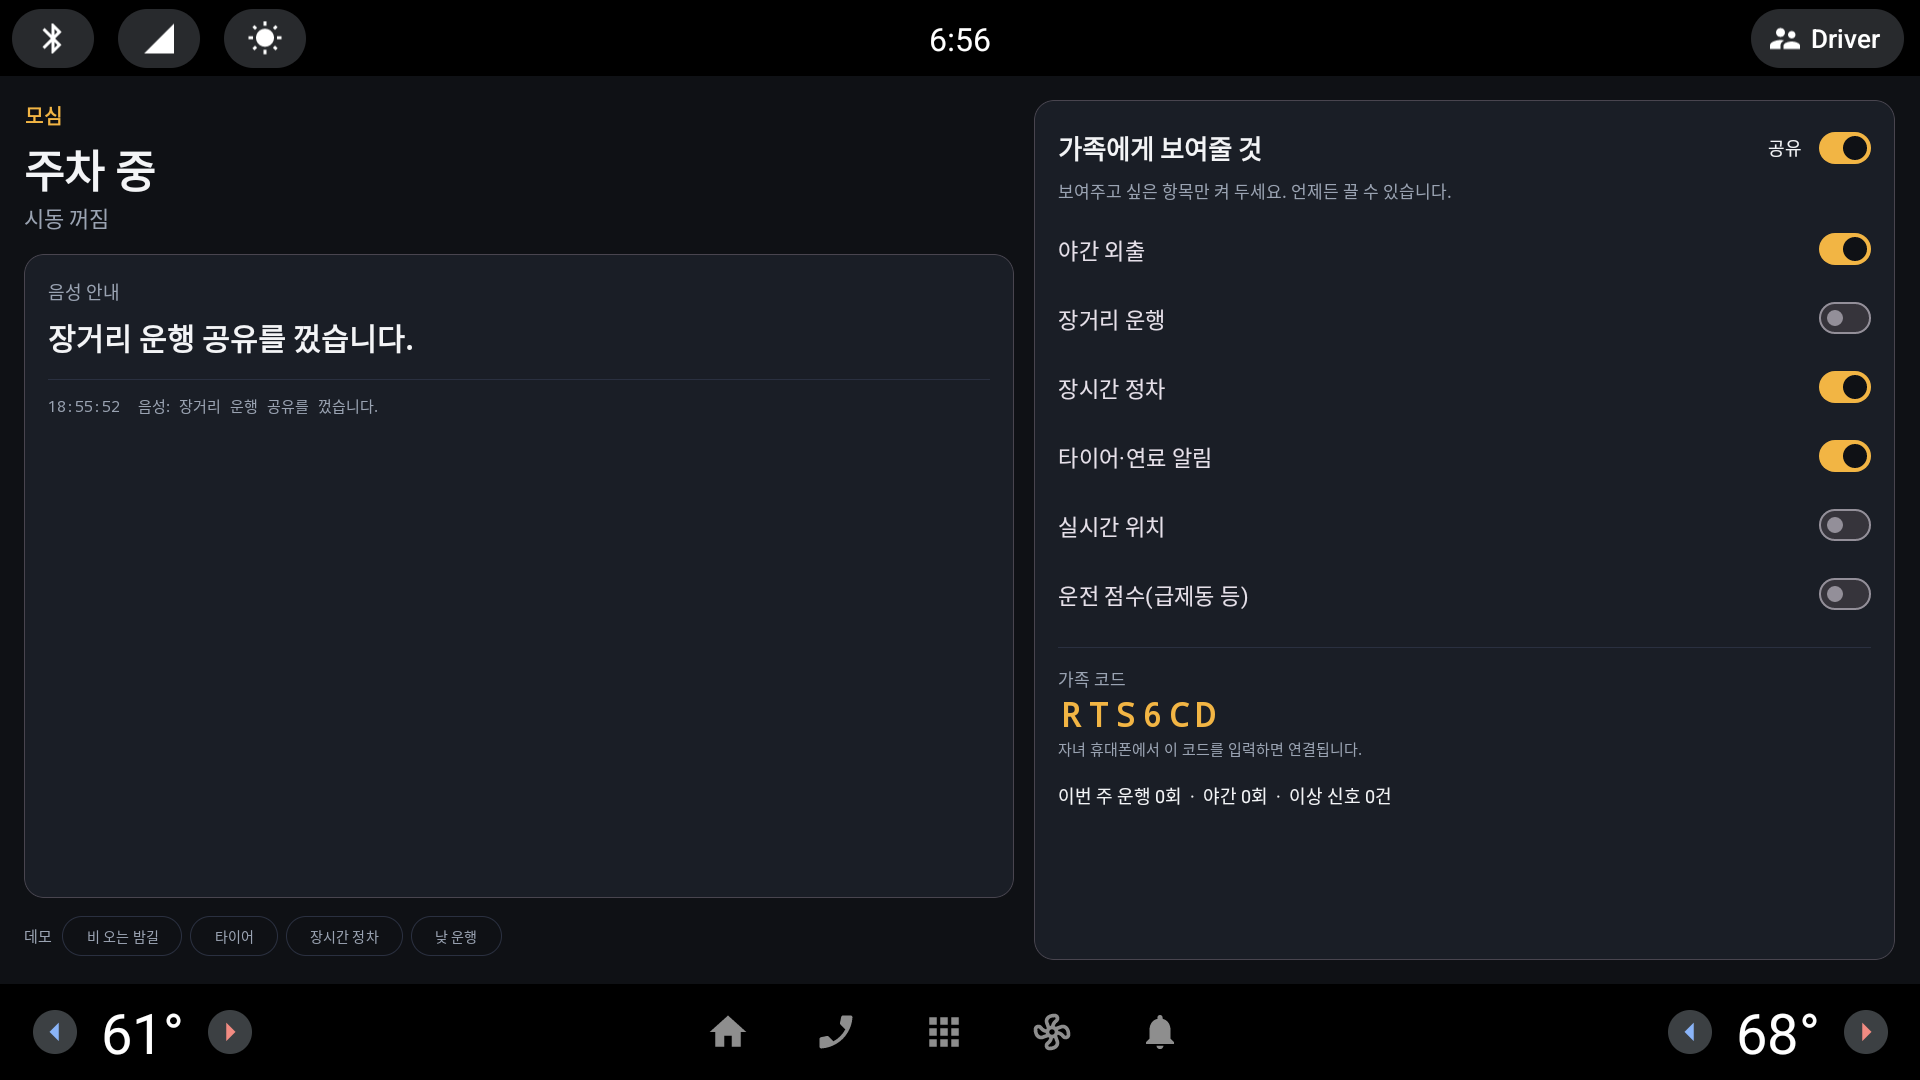 6:56
Driver
모심
주차 중
시동 꺼짐
음성 안내
장거리 운행 공유를 껐습니다.
18:55:52 음성: 장거리 운행 공유를 껐습니다.
데모
비 오는 밤길
타이어
장시간 정차
낮 운행
가족에게 보여줄 것
공유
보여주고 싶은 항목만 켜 두세요. 언제든 끌 수 있습니다.
야간 외출
장거리 운행
장시간 정차
타이어·연료 알림
실시간 위치
운전 점수(급제동 등)
가족 코드
RTS6CD
자녀 휴대폰에서 이 코드를 입력하면 연결됩니다.
이번 주 운행 0회 · 야간 0회 · 이상 신호 0건
61°
68°